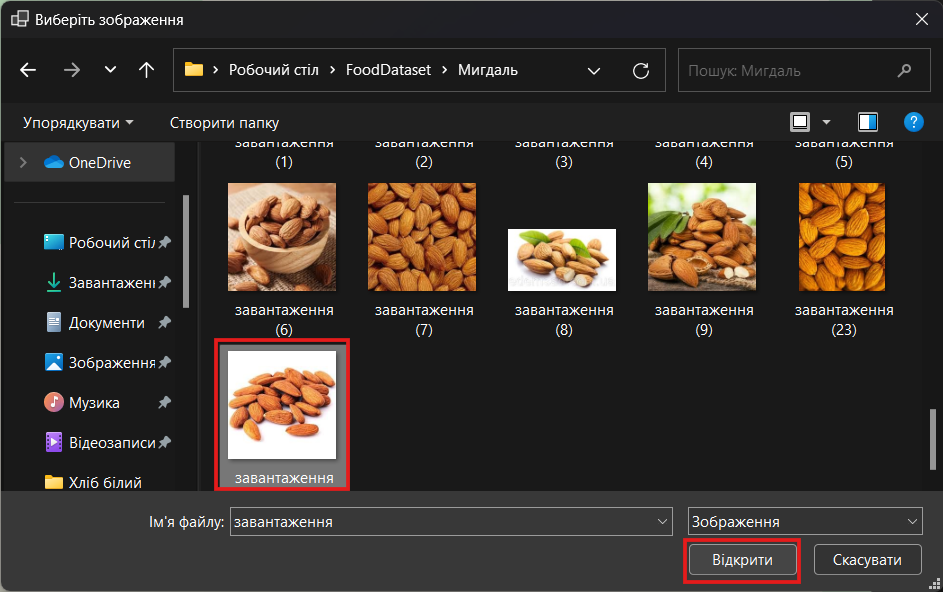 Виберіть зображення
Робочий стіл > FoodDataset > Мигдаль
Пошук: Мигдаль
Упорядкувати
Створити папку
OneDrive
Робочий стіл
Завантажен
Документи
Зображення
Музика
Відеозаписи
Хліб білий
завантаження (1)
завантаження (2)
завантаження (3)
завантаження (4)
завантаження (5)
завантаження
(6)
завантаження
(7)
завантаження
(8)
завантаження
(9)
завантаження
(23)
завантаження
Ім'я файлу:
завантаження
Зображення
Відкрити
Скасувати